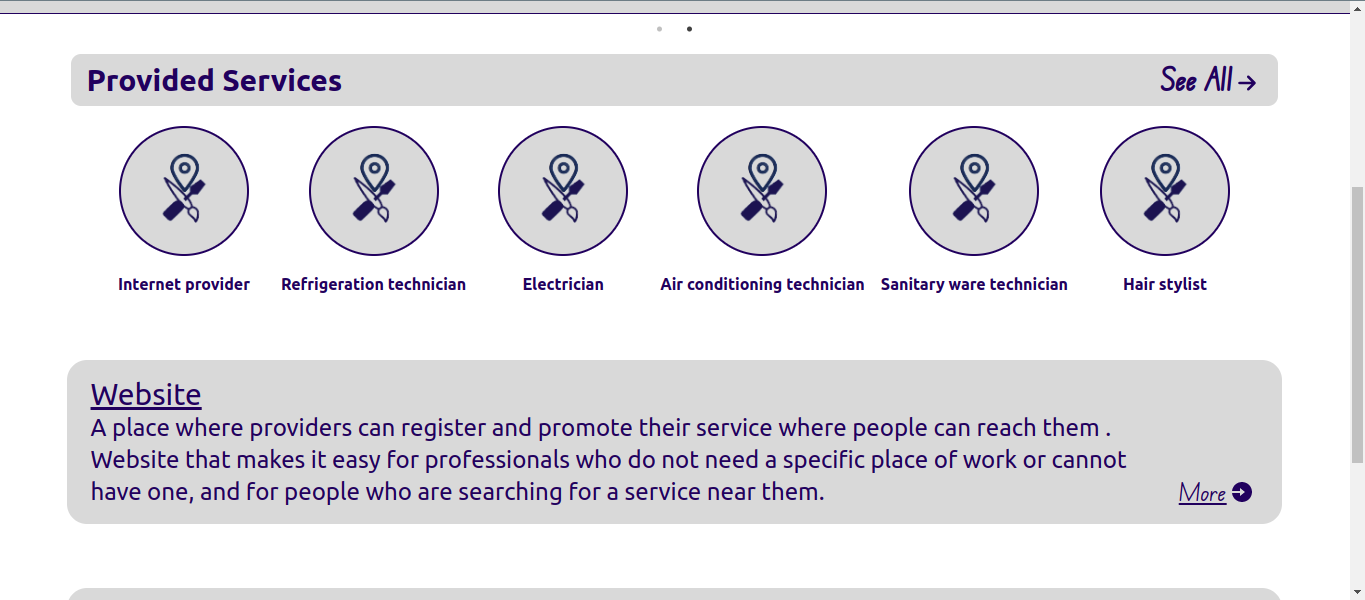 Provided Services
See All
Internet provider
Refrigeration technician
Electrician
Air conditioning technician
Sanitary ware technician
Hair stylist
Website
A place where providers can register and promote their service where people can reach them .
Website that makes it easy for professionals who do not need a specific place of work or cannot
have one, and for people who are searching for a service near them.
More